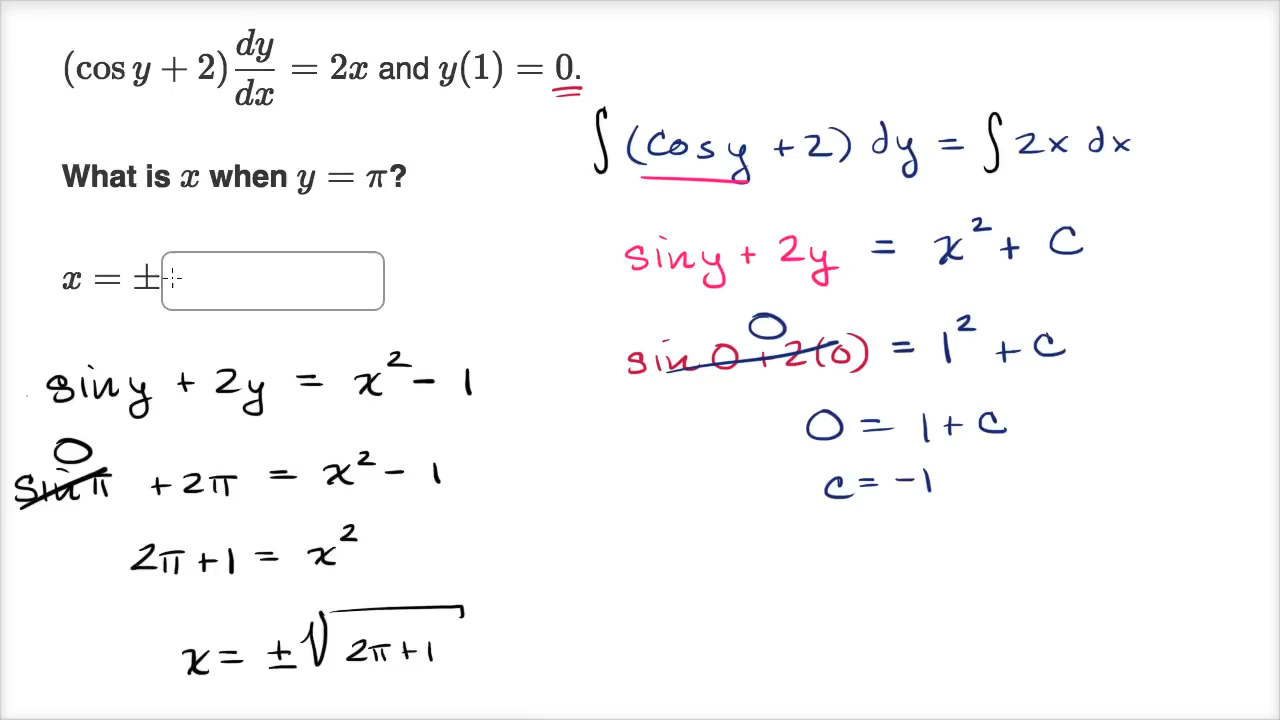 (cos y + 2) dy/dx = 2x and y(1) = 0.
What is x when y = π?
x = ±
sin y + 2y = x² - 1
0
sin π + 2π = x² - 1
2π + 1 = x²
x = ±√(2π + 1)
∫ (cos y + 2) dy = ∫ 2x dx
sin y + 2y = x² + C
0
sin 0 + 2(0) = 1² + C
0 = 1 + C
C = -1